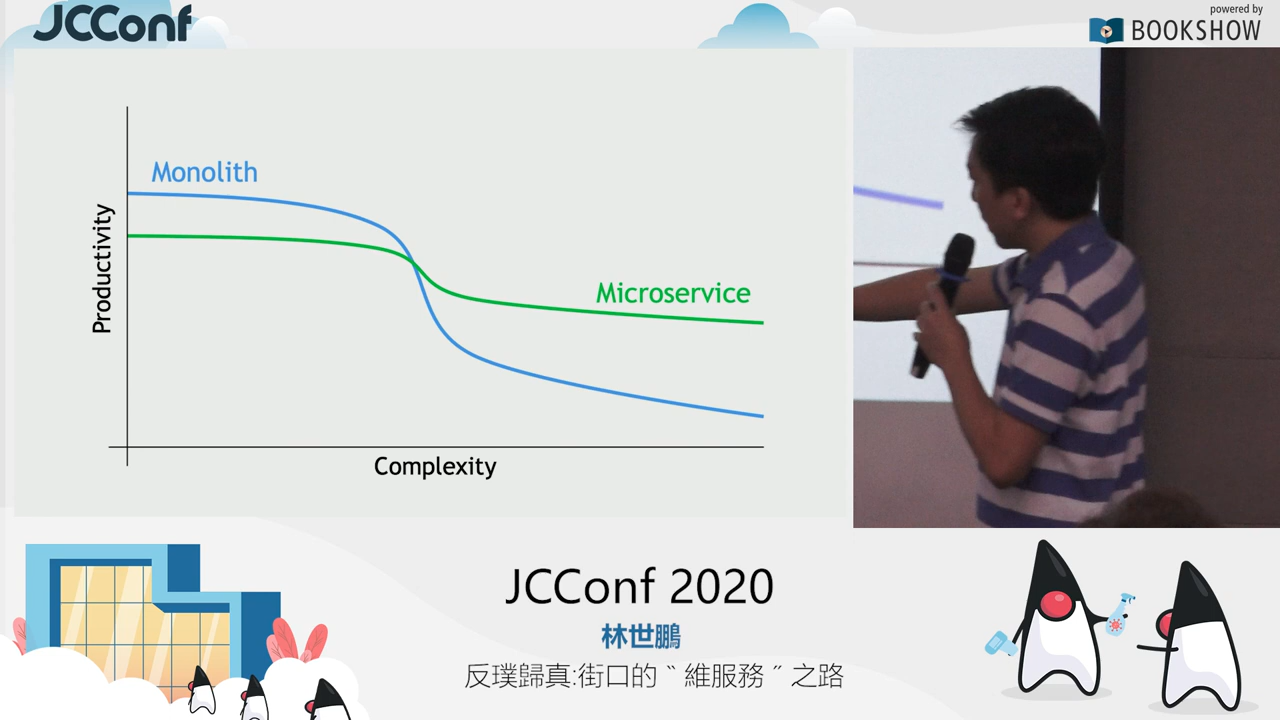 JCConf
powered by
BOOKSHOW
Monolith
Productivity
Microservice
Complexity
JCConf 2020
林世鵬
反璞歸真:街口的〝維服務〞之路